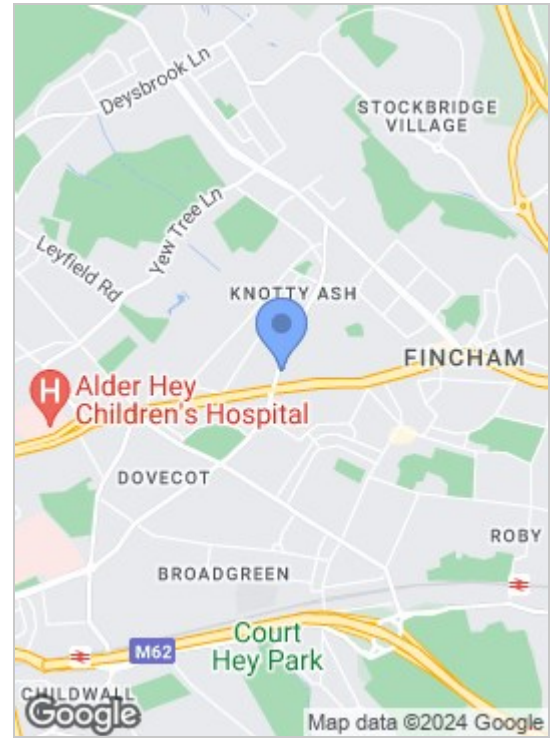 Deysbrook Ln
STOCKBRIDGE
VILLAGE
Yew Tree Ln
Leyfield Rd
KNOTTY ASH
FINCHAM
H
Alder Hey
Children's Hospital
DOVECOT
ROBY
BROADGREEN
Court
Hey Park
M62
CHILDWALL
Google
Map data ©2024 Google